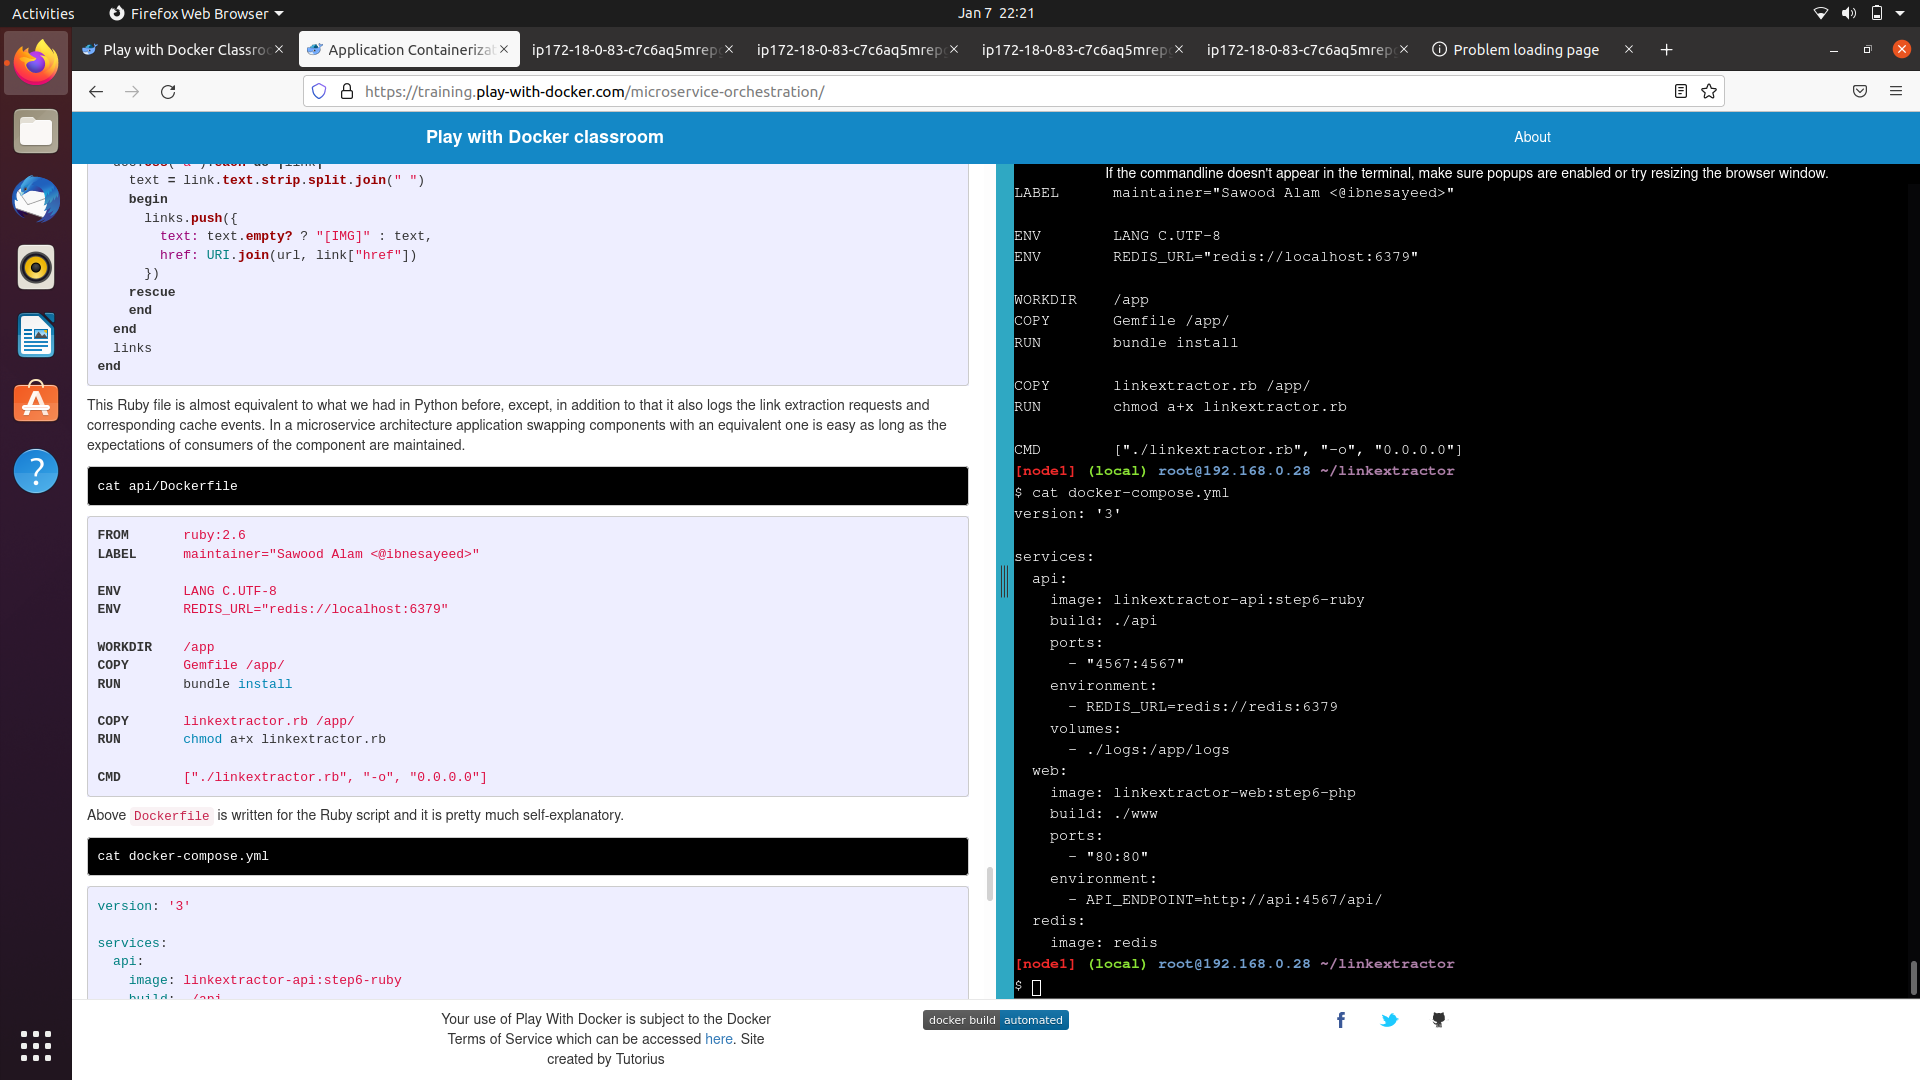 Activities
Firefox Web Browser
Jan 7 22:21
Play with Docker Classro
Application Containeriza
ip172-18-0-83-c7c6aq5mrep
ip172-18-0-83-c7c6aq5mrep
ip172-18-0-83-c7c6aq5mrep
ip172-18-0-83-c7c6aq5mrep
Problem loading page
https://training.play-with-docker.com/microservice-orchestration/
Play with Docker classroom
About
text = link.text.strip.split.join(" ")
begin
links.push({
text: text.empty? ? "[IMG]" : text,
href: URI.join(url, link["href"])
})
rescue
end
end
links
end
This Ruby file is almost equivalent to what we had in Python before, except, in addition to that it also logs the link extraction requests and
corresponding cache events. In a microservice architecture application swapping components with an equivalent one is easy as long as the
expectations of consumers of the component are maintained.
cat api/Dockerfile
FROM ruby:2.6
LABEL maintainer="Sawood Alam <@ibnesayeed>"
ENV LANG C.UTF-8
ENV REDIS_URL="redis://localhost:6379"
WORKDIR /app
COPY Gemfile /app/
RUN bundle install
COPY linkextractor.rb /app/
RUN chmod a+x linkextractor.rb
CMD ["./linkextractor.rb", "-o", "0.0.0.0"]
Above Dockerfile is written for the Ruby script and it is pretty much self-explanatory.
cat docker-compose.yml
version: '3'
services:
api:
image: linkextractor-api:step6-ruby
build: ./api
If the commandline doesn't appear in the terminal, make sure popups are enabled or try resizing the browser window.
LABEL maintainer="Sawood Alam <@ibnesayeed>"
ENV LANG C.UTF-8
ENV REDIS_URL="redis://localhost:6379"
WORKDIR /app
COPY Gemfile /app/
RUN bundle install
COPY linkextractor.rb /app/
RUN chmod a+x linkextractor.rb
CMD ["./linkextractor.rb", "-o", "0.0.0.0"]
[node1] (local) root@192.168.0.28 ~/linkextractor
$ cat docker-compose.yml
version: '3'
services:
api:
image: linkextractor-api:step6-ruby
build: ./api
ports:
- "4567:4567"
environment:
- REDIS_URL=redis://redis:6379
volumes:
- ./logs:/app/logs
web:
image: linkextractor-web:step6-php
build: ./www
ports:
- "80:80"
environment:
- API_ENDPOINT=http://api:4567/api/
redis:
image: redis
[node1] (local) root@192.168.0.28 ~/linkextractor
$
Your use of Play With Docker is subject to the Docker
Terms of Service which can be accessed here. Site
created by Tutorius
docker build automated